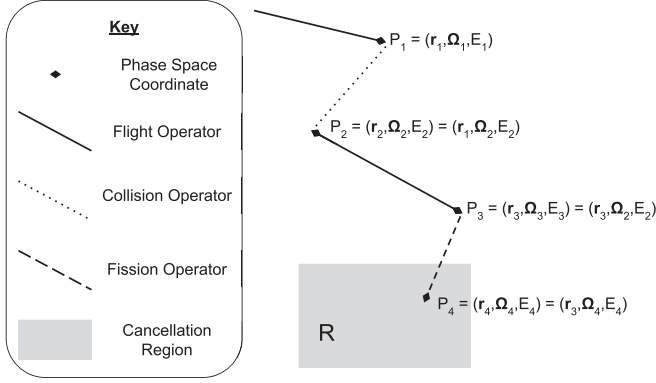 Key
Phase Space
Coordinate
Flight Operator
Collision Operator
Fission Operator
Cancellation
Region
P₁ = (r₁,Ω₁,E₁)
P₂ = (r₂,Ω₂,E₂) = (r₁,Ω₂,E₂)
P₃ = (r₃,Ω₃,E₃) = (r₃,Ω₂,E₂)
P₄ = (r₄,Ω₄,E₄) = (r₃,Ω₄,E₄)
R